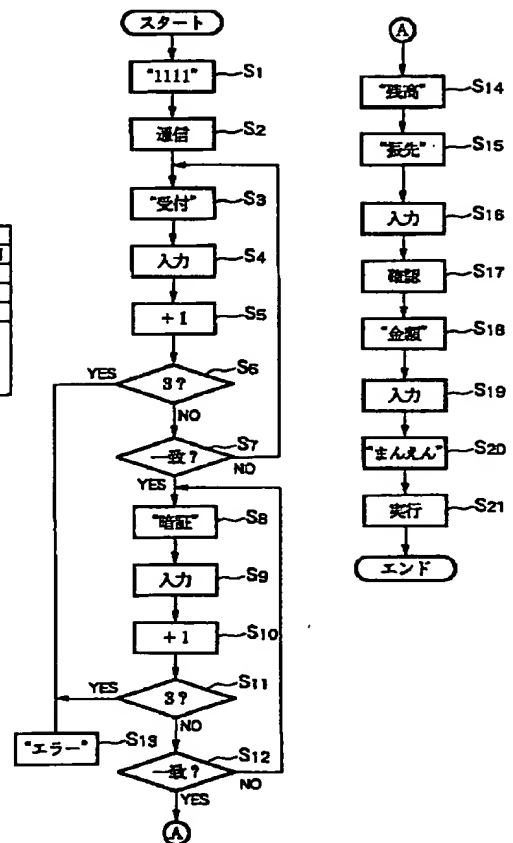 スタート
"1111" S1
通信 S2
"受付" S3
入力 S4
+1 S5
3? S6
YES
NO
一致? S7
YES NO
"暗証" S8
入力 S9
+1 S10
3? S11
YES
NO
"エラー" S13
一致? S12
NO
YES
A
A
"残高" S14
"振先" S15
入力 S16
確認 S17
"金額" S18
入力 S19
"まんえん" S20
実行 S21
エンド